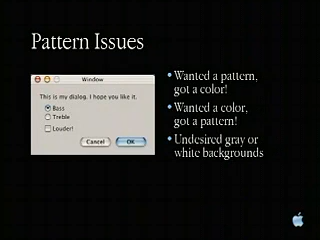 Pattern Issues
Window
This is my dialog. I hope you like it.
Bass
Treble
Louder!
Cancel
OK
• Wanted a pattern,
got a color!
• Wanted a color,
got a pattern!
• Undesired gray or
white backgrounds